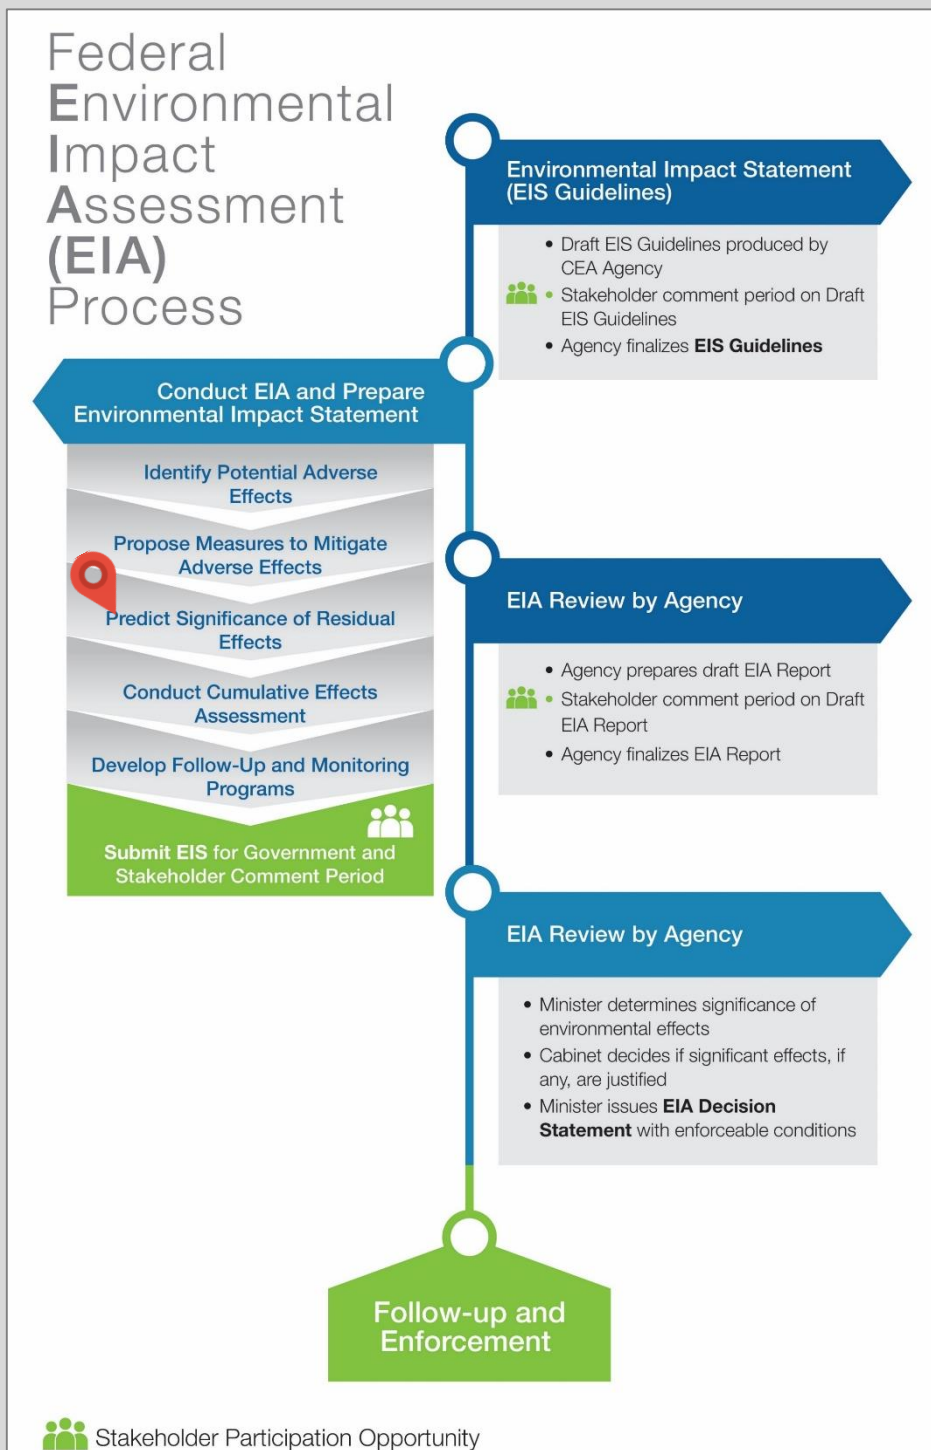 Federal
Environmental
Impact
Assessment
(EIA)
Process
Environmental Impact Statement
(EIS Guidelines)
• Draft EIS Guidelines produced by
CEA Agency
• Stakeholder comment period on Draft
EIS Guidelines
• Agency finalizes EIS Guidelines
Conduct EIA and Prepare
Environmental Impact Statement
Identify Potential Adverse
Effects
Propose Measures to Mitigate
Adverse Effects
Predict Significance of Residual
Effects
Conduct Cumulative Effects
Assessment
Develop Follow-Up and Monitoring
Programs
Submit EIS for Government and
Stakeholder Comment Period
EIA Review by Agency
• Agency prepares draft EIA Report
• Stakeholder comment period on Draft
EIA Report
• Agency finalizes EIA Report
EIA Review by Agency
• Minister determines significance of
environmental effects
• Cabinet decides if significant effects, if
any, are justified
• Minister issues EIA Decision
Statement with enforceable conditions
Follow-up and
Enforcement
Stakeholder Participation Opportunity